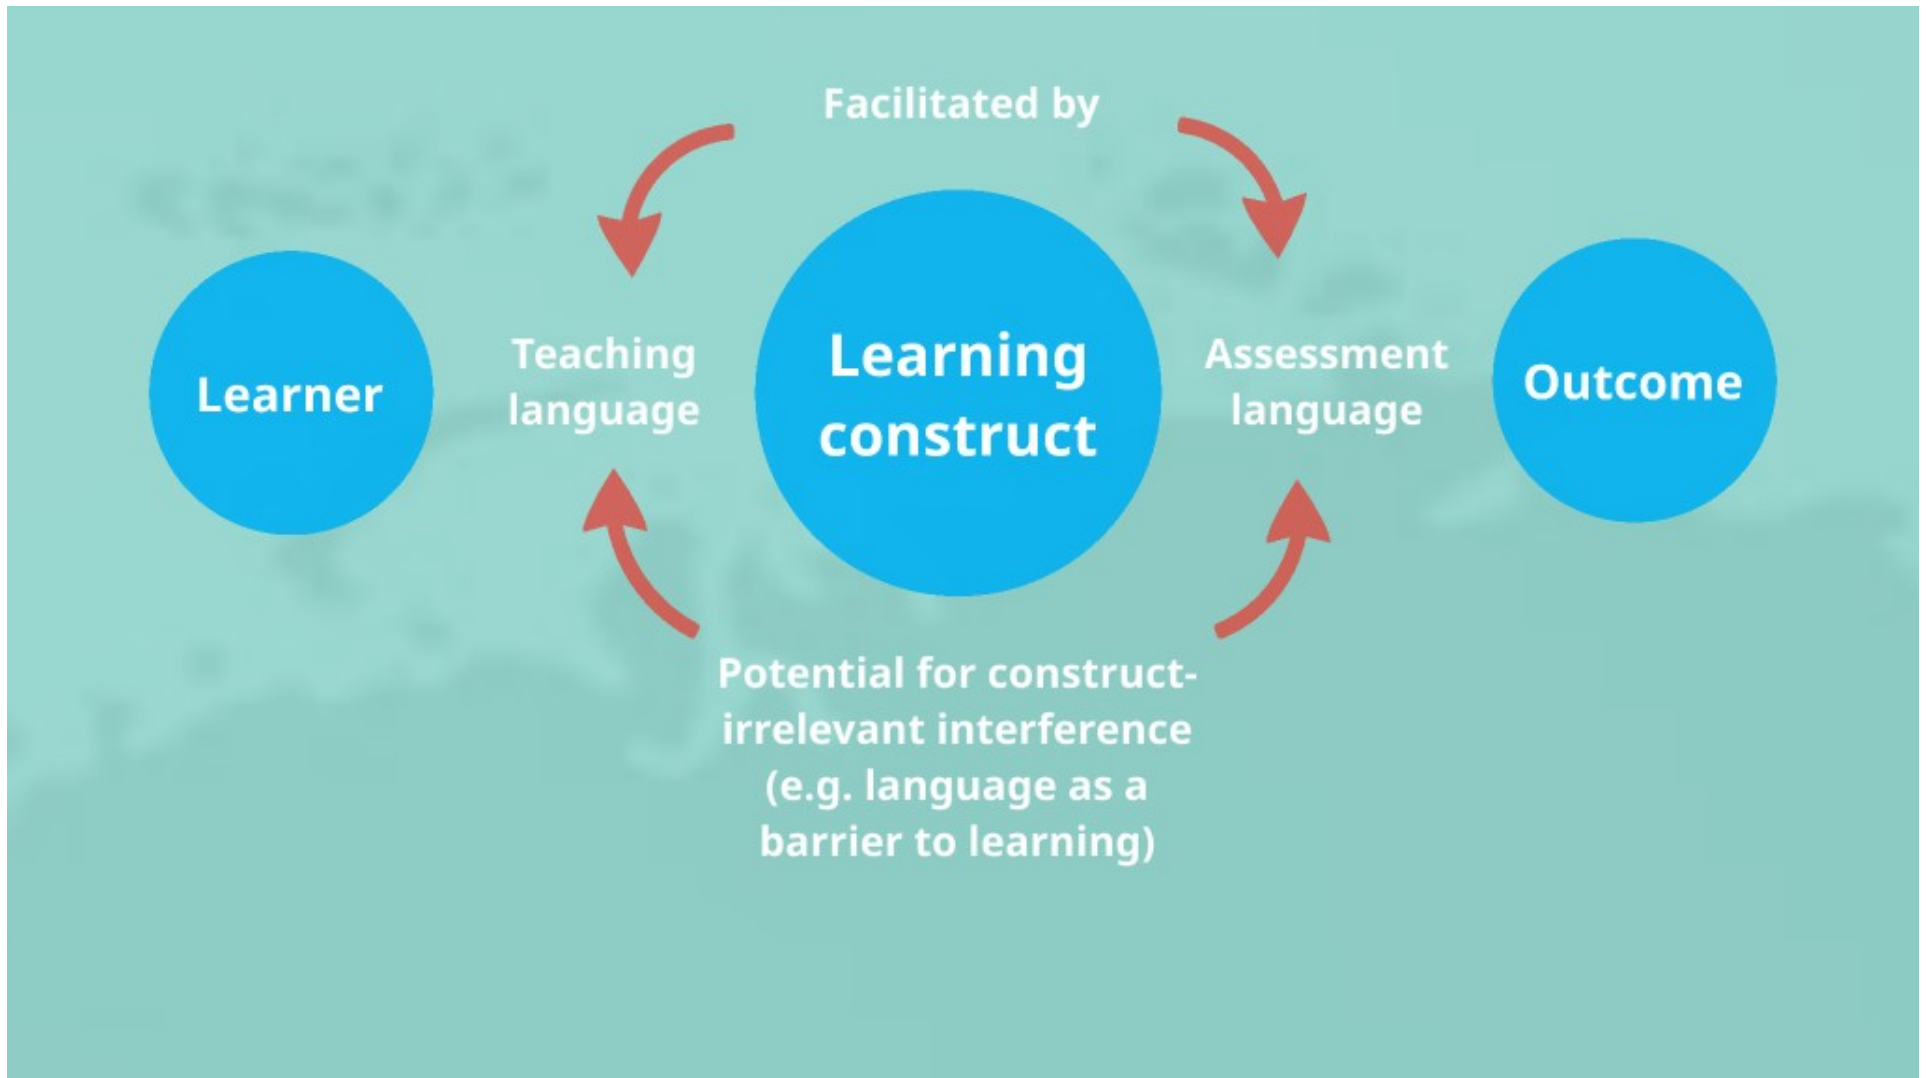 Facilitated by
Learner
Teaching
language
Learning
construct
Assessment
language
Outcome
Potential for construct-
irrelevant interference
(e.g. language as a
barrier to learning)